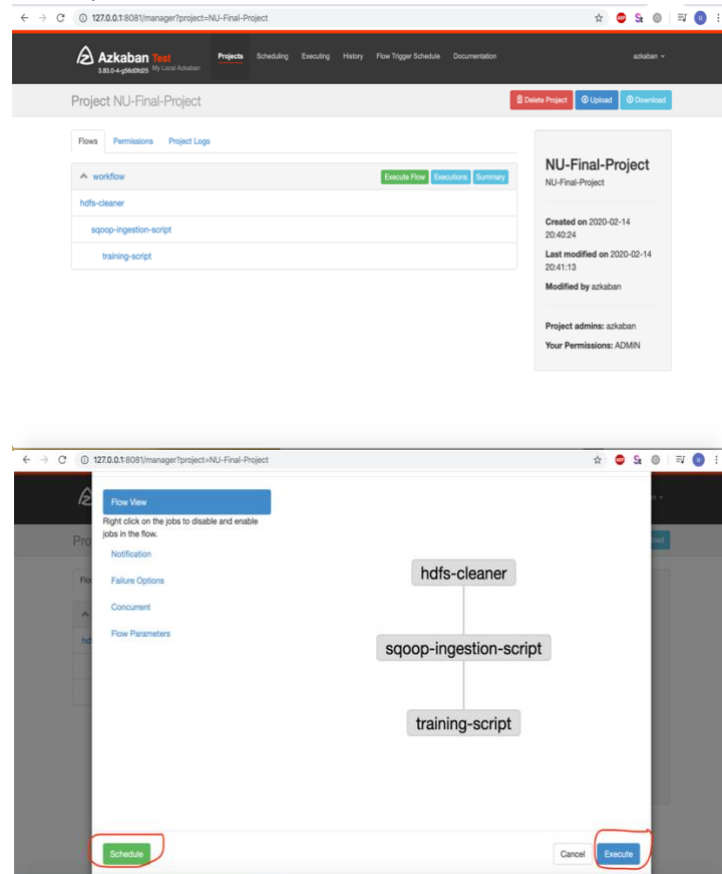 127.0.0.1:8081/manager?project=NU-Final-Project
Azkaban Test
My Local Azkaban
Projects Scheduling Executing History Flow Trigger Schedule Documentation
azkaban
Project NU-Final-Project
Delete Project Upload Download
Flows Permissions Project Logs
workflow
Execute Flow Executions Summary
hdfs-cleaner
sqoop-ingestion-script
training-script
NU-Final-Project
NU-Final-Project
Created on 2020-02-14
20:40:24
Last modified on 2020-02-14
20:41:13
Modified by azkaban
Project admins: azkaban
Your Permissions: ADMIN
127.0.0.1:8081/manager?project=NU-Final-Project
Flow View
Right click on the jobs to disable and enable
jobs in the flow.
Notification
Failure Options
Concurrent
Flow Parameters
hdfs-cleaner
sqoop-ingestion-script
training-script
Schedule
Cancel Execute